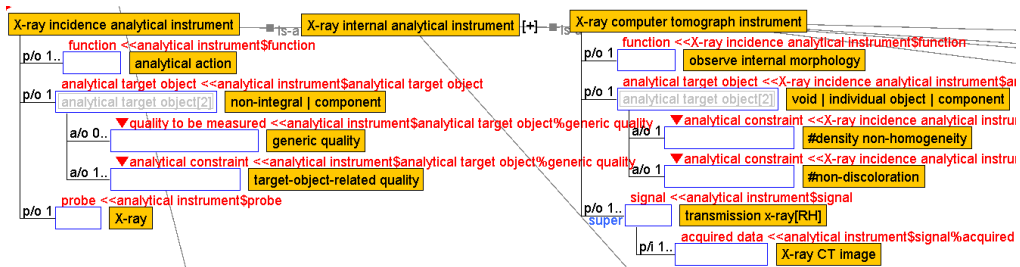 X-ray incidence analytical instrument
is-a
X-ray internal analytical instrument
[+]
is
X-ray computer tomograph instrument
function <<analytical instrument$function
p/o 1..
analytical action
analytical target object <<analytical instrument$analytical target object
p/o 1
analytical target object[2]
non-integral | component
quality to be measured <<analytical instrument$analytical target object%generic quality
a/o 0..
generic quality
analytical constraint <<analytical instrument$analytical target object%generic quality
a/o 1..
target-object-related quality
probe <<analytical instrument$probe
p/o 1
X-ray
function <<X-ray incidence analytical instrument$function
p/o 1
observe internal morphology
analytical target object <<X-ray incidence analytical instrument$an
p/o 1
analytical target object[2]
void | individual object | component
analytical constraint <<X-ray incidence analytical instrum
a/o 1
#density non-homogeneity
analytical constraint <<X-ray incidence analytical instrum
a/o 1
#non-discoloration
signal <<analytical instrument$signal
p/o 1..
super
transmission x-ray[RH]
acquired data <<analytical instrument$signal%acquired
p/i 1..
X-ray CT image